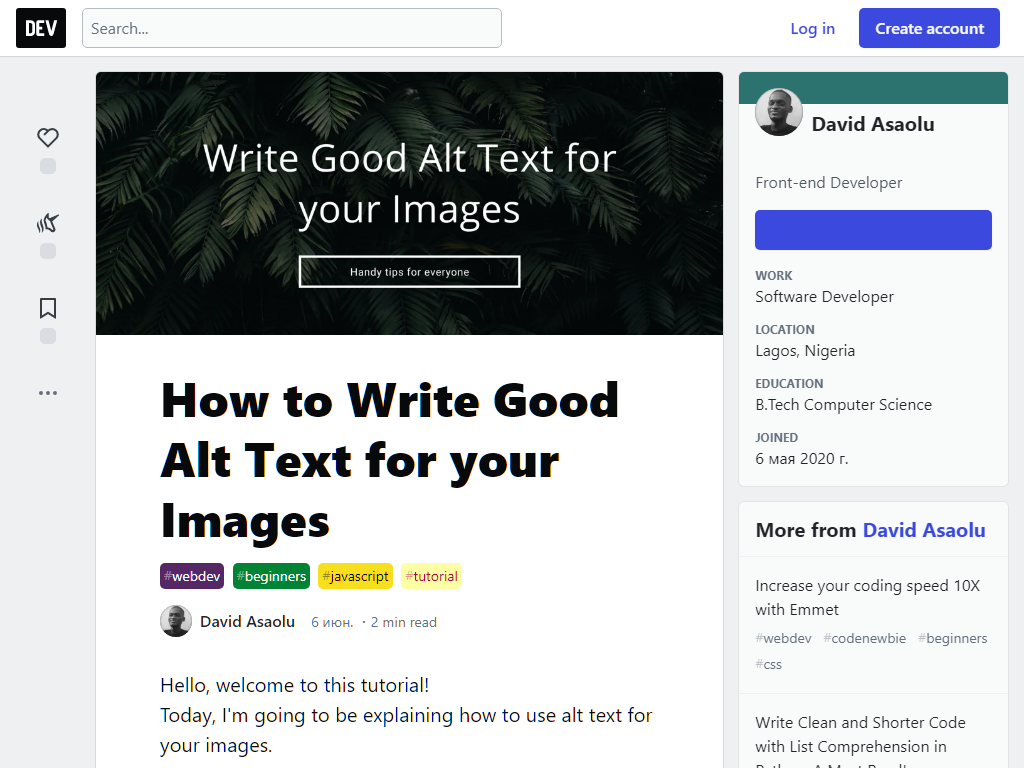 DEV
Search...
Log in
Create account
Write Good Alt Text for
your Images
Handy tips for everyone
How to Write Good
Alt Text for your
Images
#webdev #beginners #javascript #tutorial
David Asaolu 6 июн. · 2 min read
Hello, welcome to this tutorial!
Today, I'm going to be explaining how to use alt text for
your images.
David Asaolu
Front-end Developer
WORK
Software Developer
LOCATION
Lagos, Nigeria
EDUCATION
B.Tech Computer Science
JOINED
6 мая 2020 г.
More from David Asaolu
Increase your coding speed 10X
with Emmet
#webdev #codenewbie #beginners
#css
Write Clean and Shorter Code
with List Comprehension in